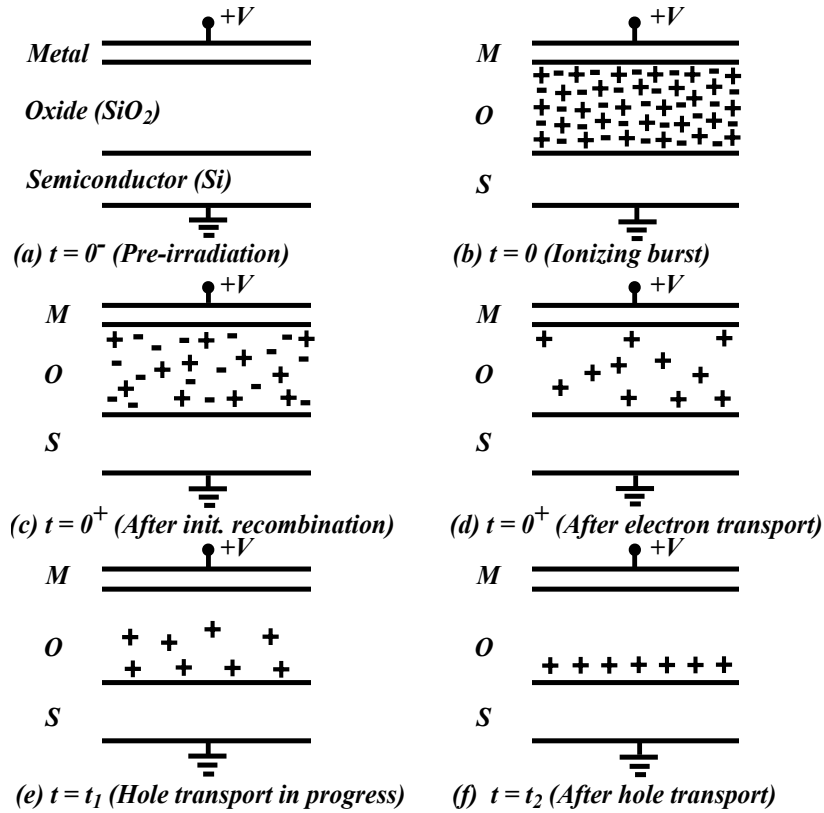 +V
Metal
Oxide (SiO2)
Semiconductor (Si)
(a) t = 0- (Pre-irradiation)
+V
M
O
S
(b) t = 0 (Ionizing burst)
+V
M
O
S
(c) t = 0+ (After init. recombination)
+V
M
O
S
(d) t = 0+ (After electron transport)
+V
M
O
S
(e) t = t1 (Hole transport in progress)
+V
M
O
S
(f) t = t2 (After hole transport)